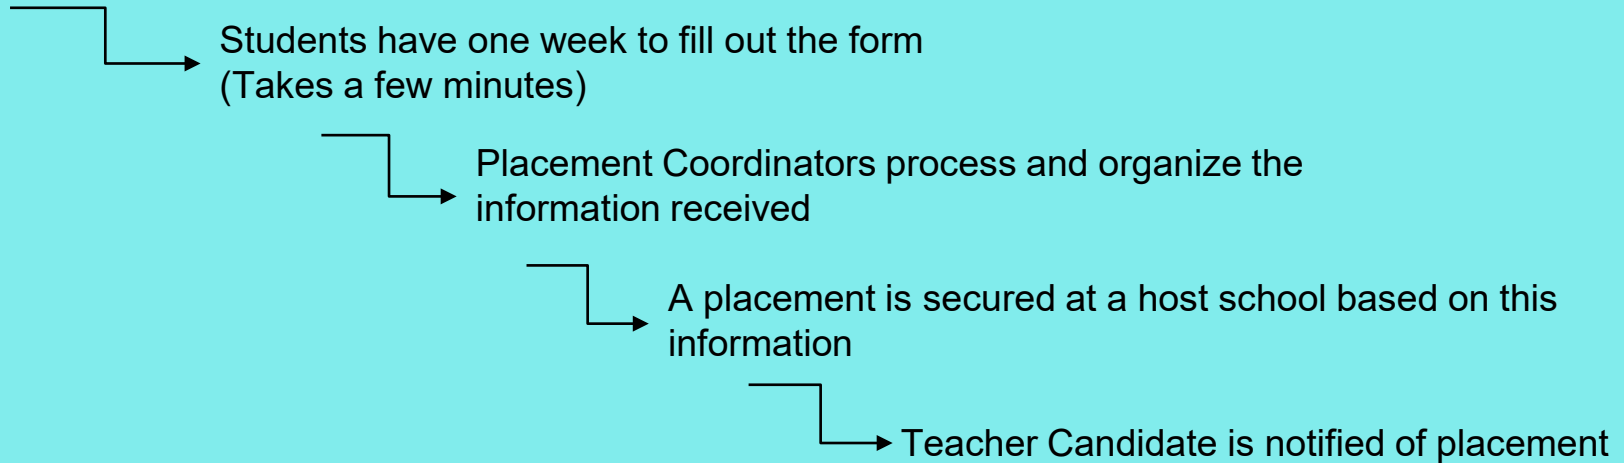 Students have one week to fill out the form
(Takes a few minutes)
Placement Coordinators process and organize the
information received
A placement is secured at a host school based on this
information
Teacher Candidate is notified of placement